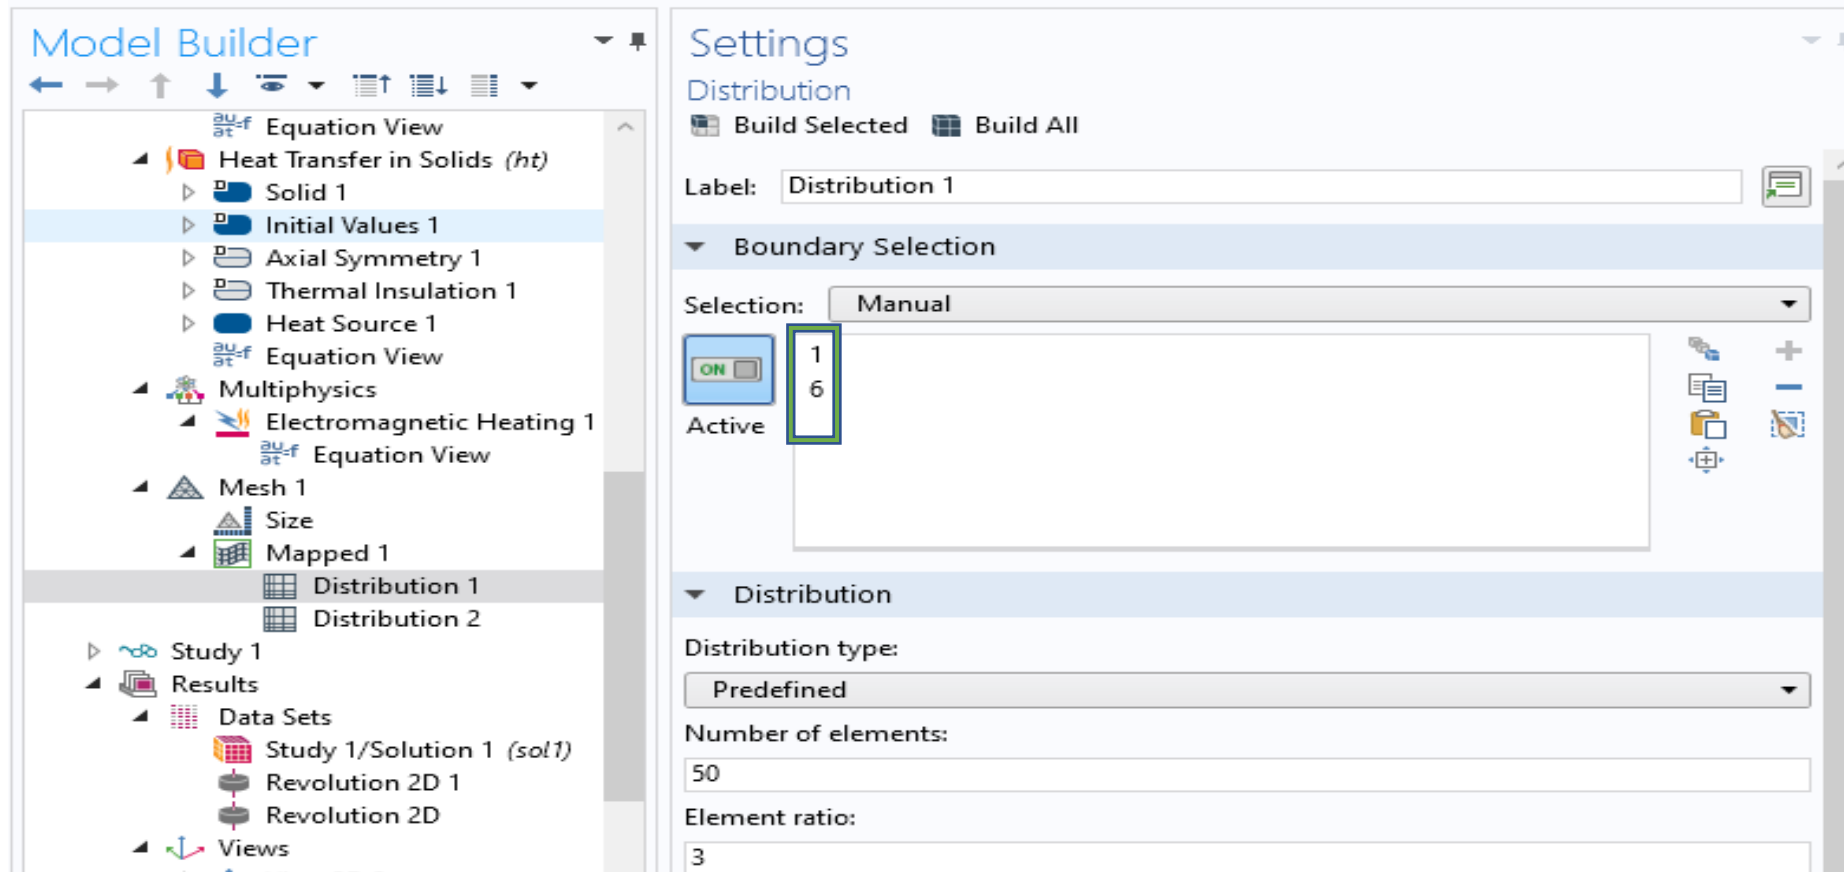 Model Builder
Equation View
Heat Transfer in Solids (ht)
Solid 1
Initial Values 1
Axial Symmetry 1
Thermal Insulation 1
Heat Source 1
Equation View
Multiphysics
Electromagnetic Heating 1
Equation View
Mesh 1
Size
Mapped 1
Distribution 1
Distribution 2
Study 1
Results
Data Sets
Study 1/Solution 1 (sol1)
Revolution 2D 1
Revolution 2D
Views
Settings
Distribution
Build Selected Build All
Label: Distribution 1
Boundary Selection
Selection: Manual
ON
Active
1
6
Distribution
Distribution type:
Predefined
Number of elements:
50
Element ratio:
3